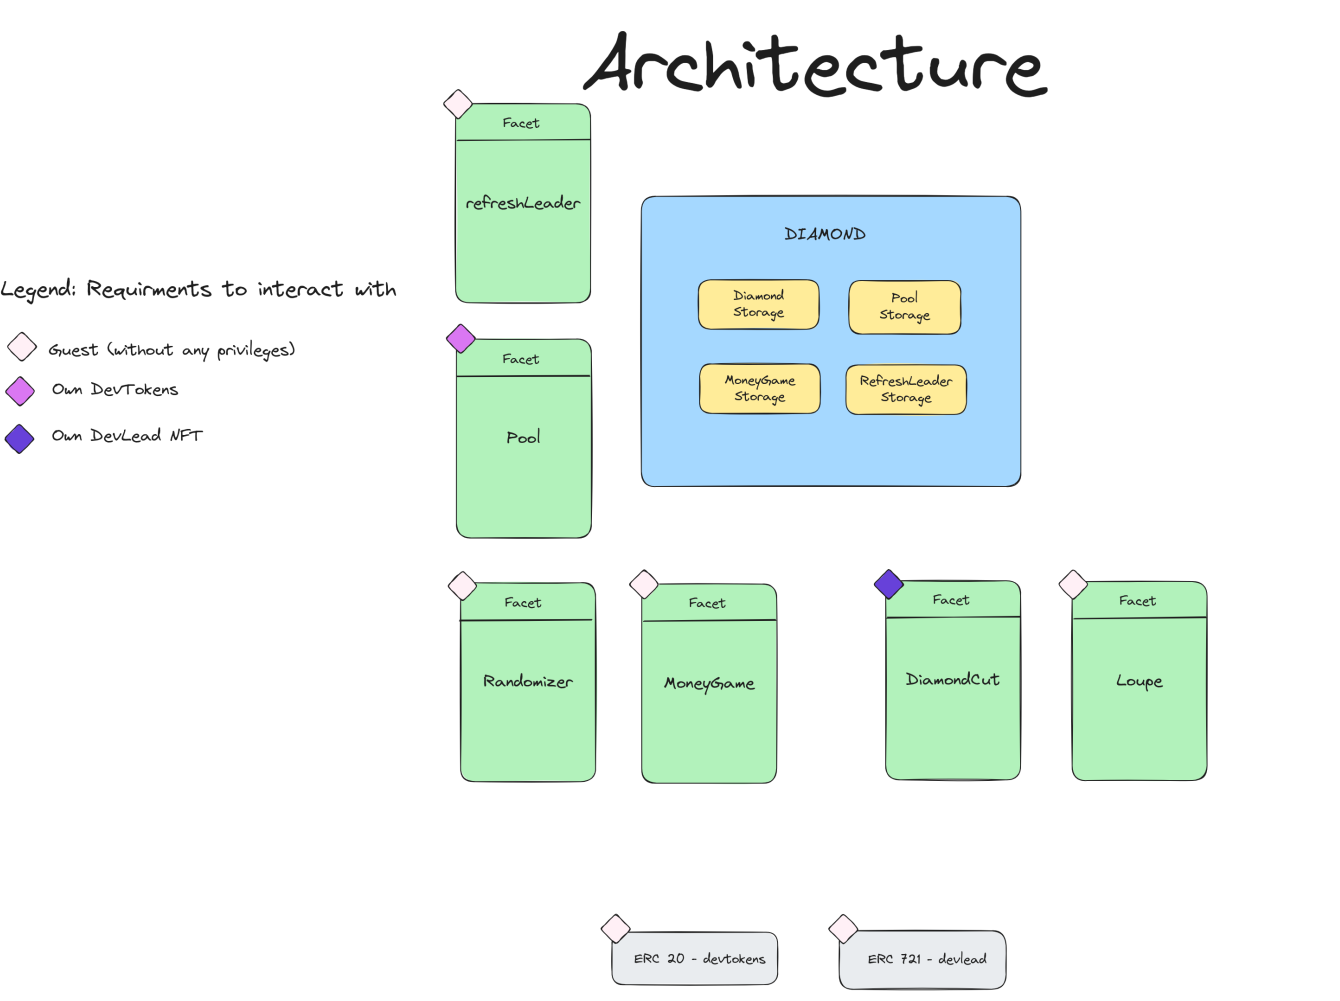 Architecture
Facet
refreshLeader
DIAMOND
Diamond
Storage
Pool
Storage
MoneyGame
Storage
RefreshLeader
Storage
Legend: Requirments to interact with
Guest (without any privileges)
Own DevTokens
Own DevLead NFT
Facet
Pool
Facet
Randomizer
Facet
MoneyGame
Facet
DiamondCut
Facet
Loupe
ERC 20 - devtokens
ERC 721 - devlead